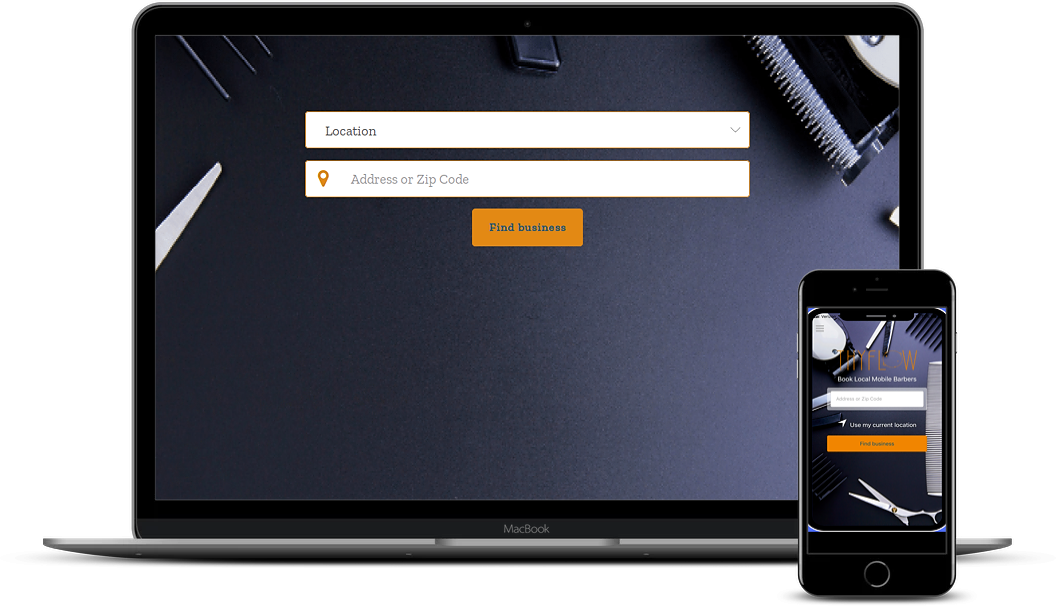 Location
Address or Zip Code
Find business
MacBook
THYFLOW
Book Local Mobile Barbers
Address or Zip Code
Use my current location
Find business